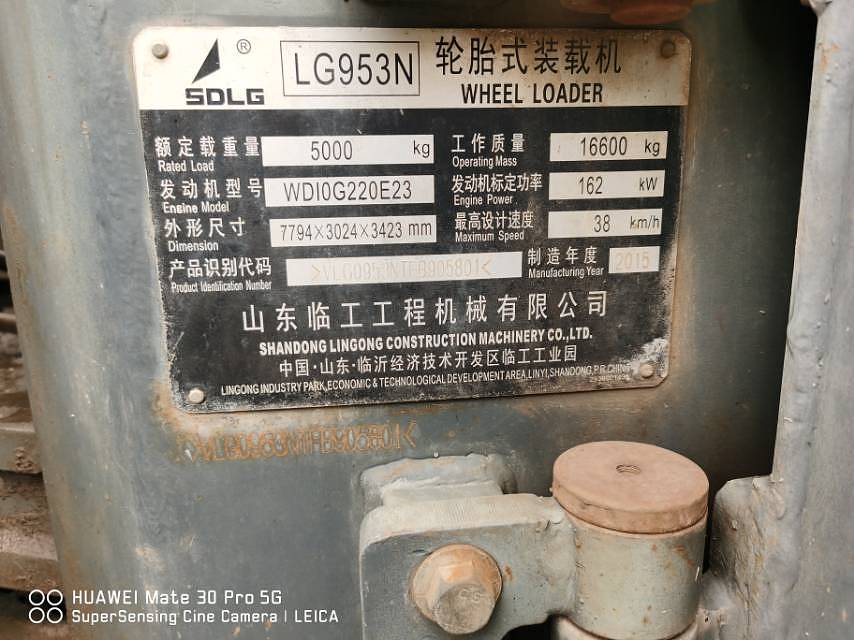 SDLG ®
LG953N
轮胎式装载机
WHEEL LOADER
额定载重量 5000 kg
Rated Load
工作质量 16600 kg
Operating Mass
发动机型号 WD10G220E23
Engine Model
发动机标定功率 162 kW
Engine Power
外形尺寸 7794×3024×3423 mm
Dimension
最高设计速度 38 km/h
Maximum Speed
产品识别代码 >VLG0953NTFB905801<
Product Identification Number
制造年度 2015
Manufacturing Year
山东临工工程机械有限公司
SHANDONG LINGONG CONSTRUCTION MACHINERY CO.,LTD.
中国·山东·临沂经济技术开发区临工工业园
LINGONG INDUSTRY PARK,ECONOMIC & TECHNOLOGICAL DEVELOPMENT AREA,LINYI,SHANDONG,P.R.CHINA
HUAWEI Mate 30 Pro 5G
SuperSensing Cine Camera | LEICA